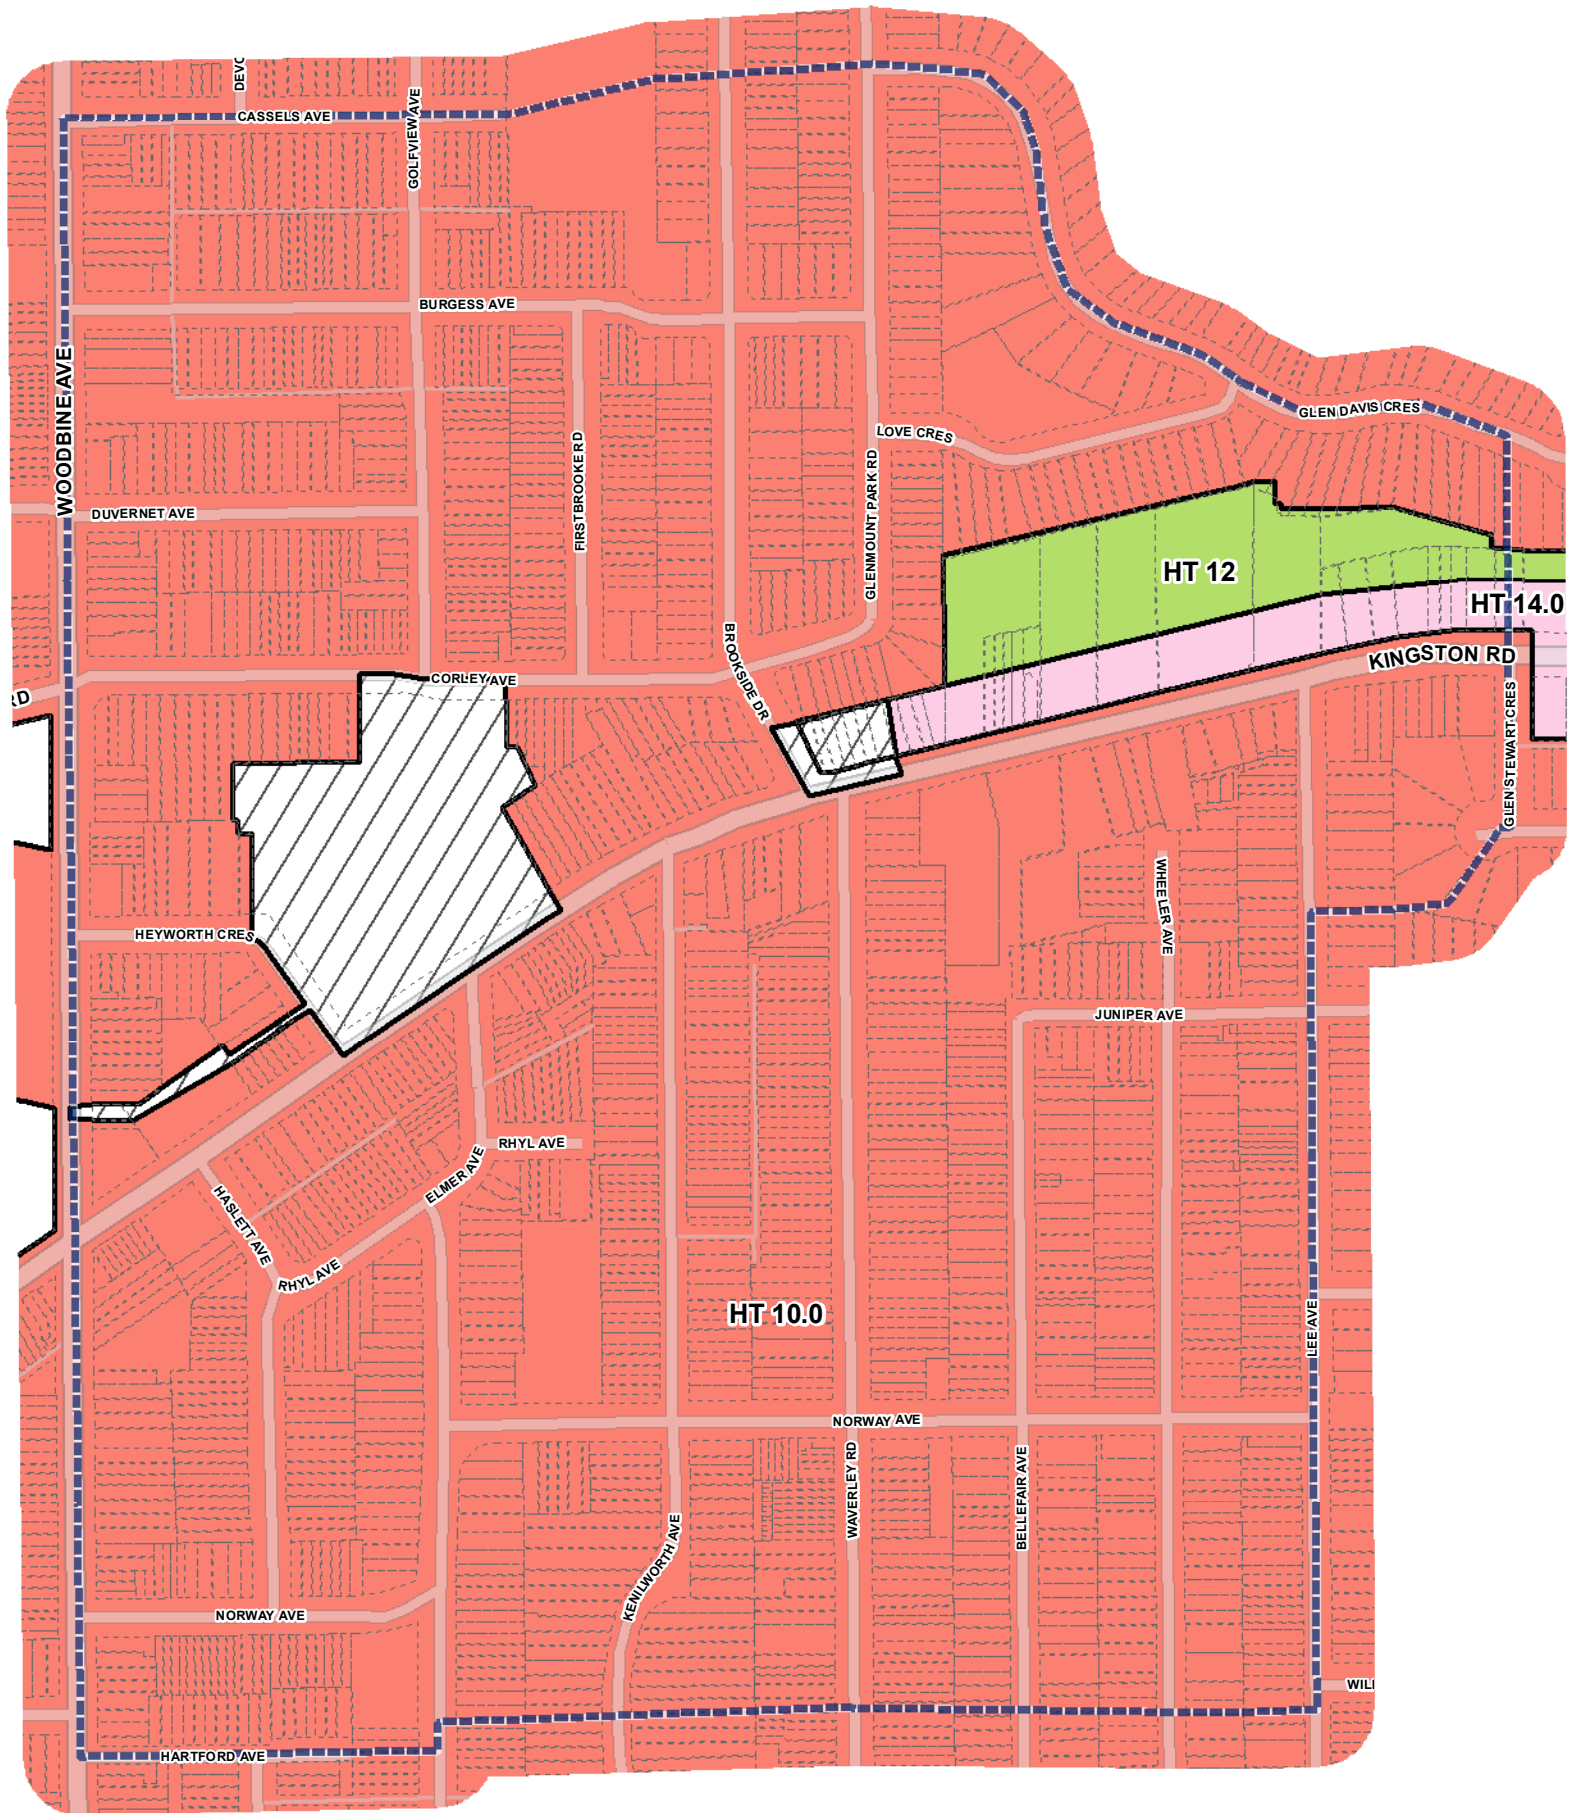 DEVC
CASSELS AVE
GOLFVIEW AVE
BURGESS AVE
WOODBINE AVE
GLEN DAVIS CRES
LOVE CRES
FIRSTBROOKE RD
GLENMOUNT PARK RD
DUVERNET AVE
HT 12
HT 14.0
KINGSTON RD
BROOKSIDE DR
CORLEY AVE
RD
GLEN STEWART CRES
WHEELER AVE
HEYWORTH CRES
JUNIPER AVE
RHYL AVE
ELMER AVE
HASLETT AVE
RHYL AVE
HT 10.0
LEE AVE
NORWAY AVE
WAVERLEY RD
BELLEFAIR AVE
KENILWORTH AVE
NORWAY AVE
WILL
HARTFORD AVE